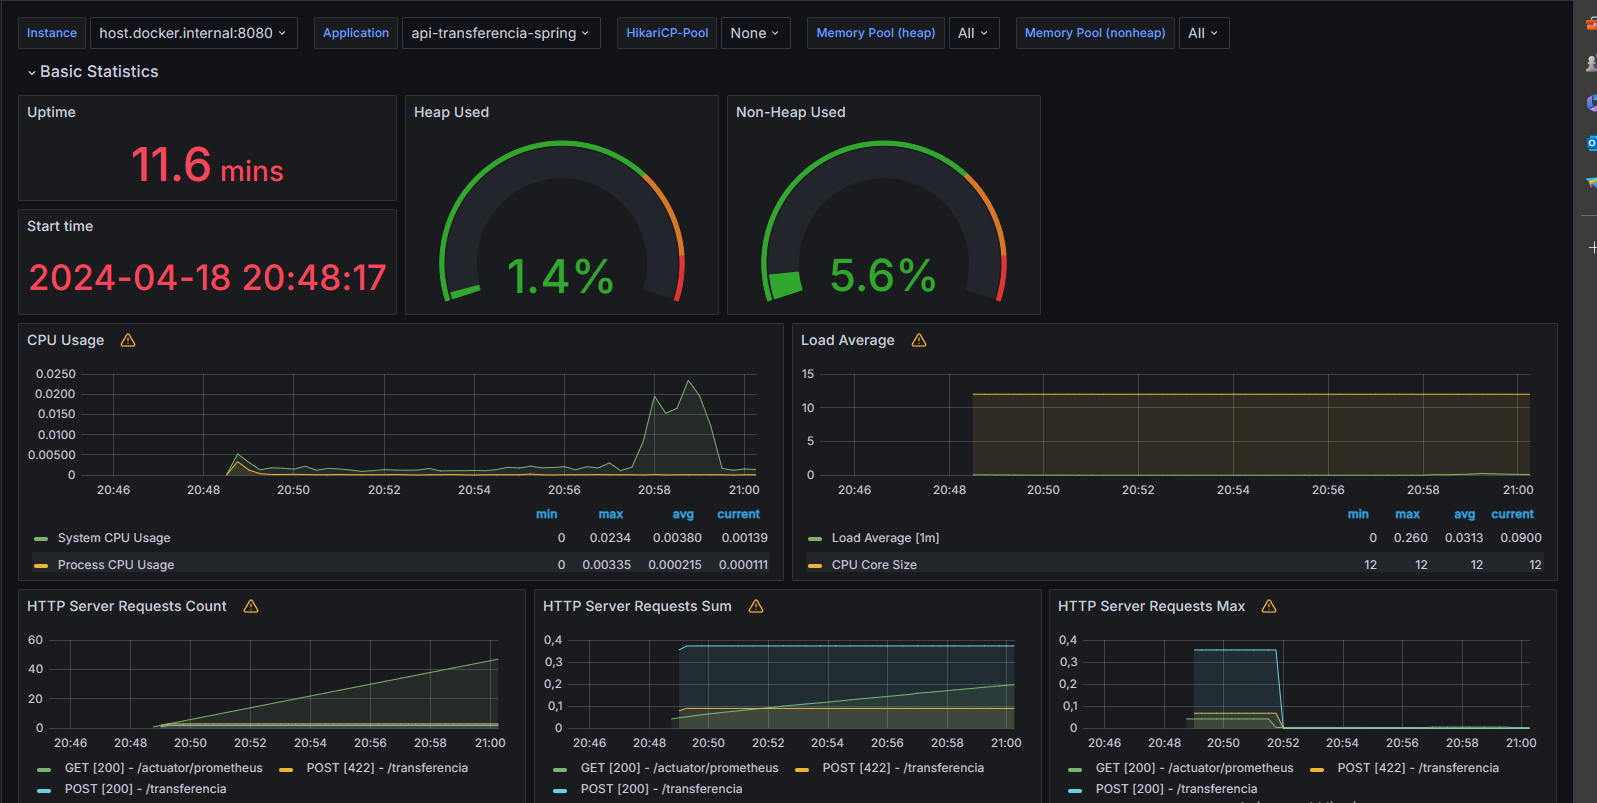 Instance host.docker.internal:8080 Application api-transferencia-spring HikariCP-Pool None Memory Pool (heap) All Memory Pool (nonheap) All
Basic Statistics
Uptime
11.6 mins
Start time
2024-04-18 20:48:17
Heap Used
1.4%
Non-Heap Used
5.6%
CPU Usage
0.0250
0.0200
0.0150
0.0100
0.00500
0
20:46 20:48 20:50 20:52 20:54 20:56 20:58 21:00
min max avg current
System CPU Usage 0 0.0234 0.00380 0.00139
Process CPU Usage 0 0.00335 0.000215 0.000111
Load Average
15
10
5
0
20:46 20:48 20:50 20:52 20:54 20:56 20:58 21:00
min max avg current
Load Average [1m] 0 0.260 0.0313 0.0900
CPU Core Size 12 12 12 12
HTTP Server Requests Count
60
40
20
0
20:46 20:48 20:50 20:52 20:54 20:56 20:58 21:00
GET [200] - /actuator/prometheus POST [422] - /transferencia
POST [200] - /transferencia
HTTP Server Requests Sum
0,4
0,3
0,2
0,1
0
20:46 20:48 20:50 20:52 20:54 20:56 20:58 21:00
GET [200] - /actuator/prometheus POST [422] - /transferencia
POST [200] - /transferencia
HTTP Server Requests Max
0,4
0,3
0,2
0,1
0
20:46 20:48 20:50 20:52 20:54 20:56 20:58 21:00
GET [200] - /actuator/prometheus POST [422] - /transferencia
POST [200] - /transferencia